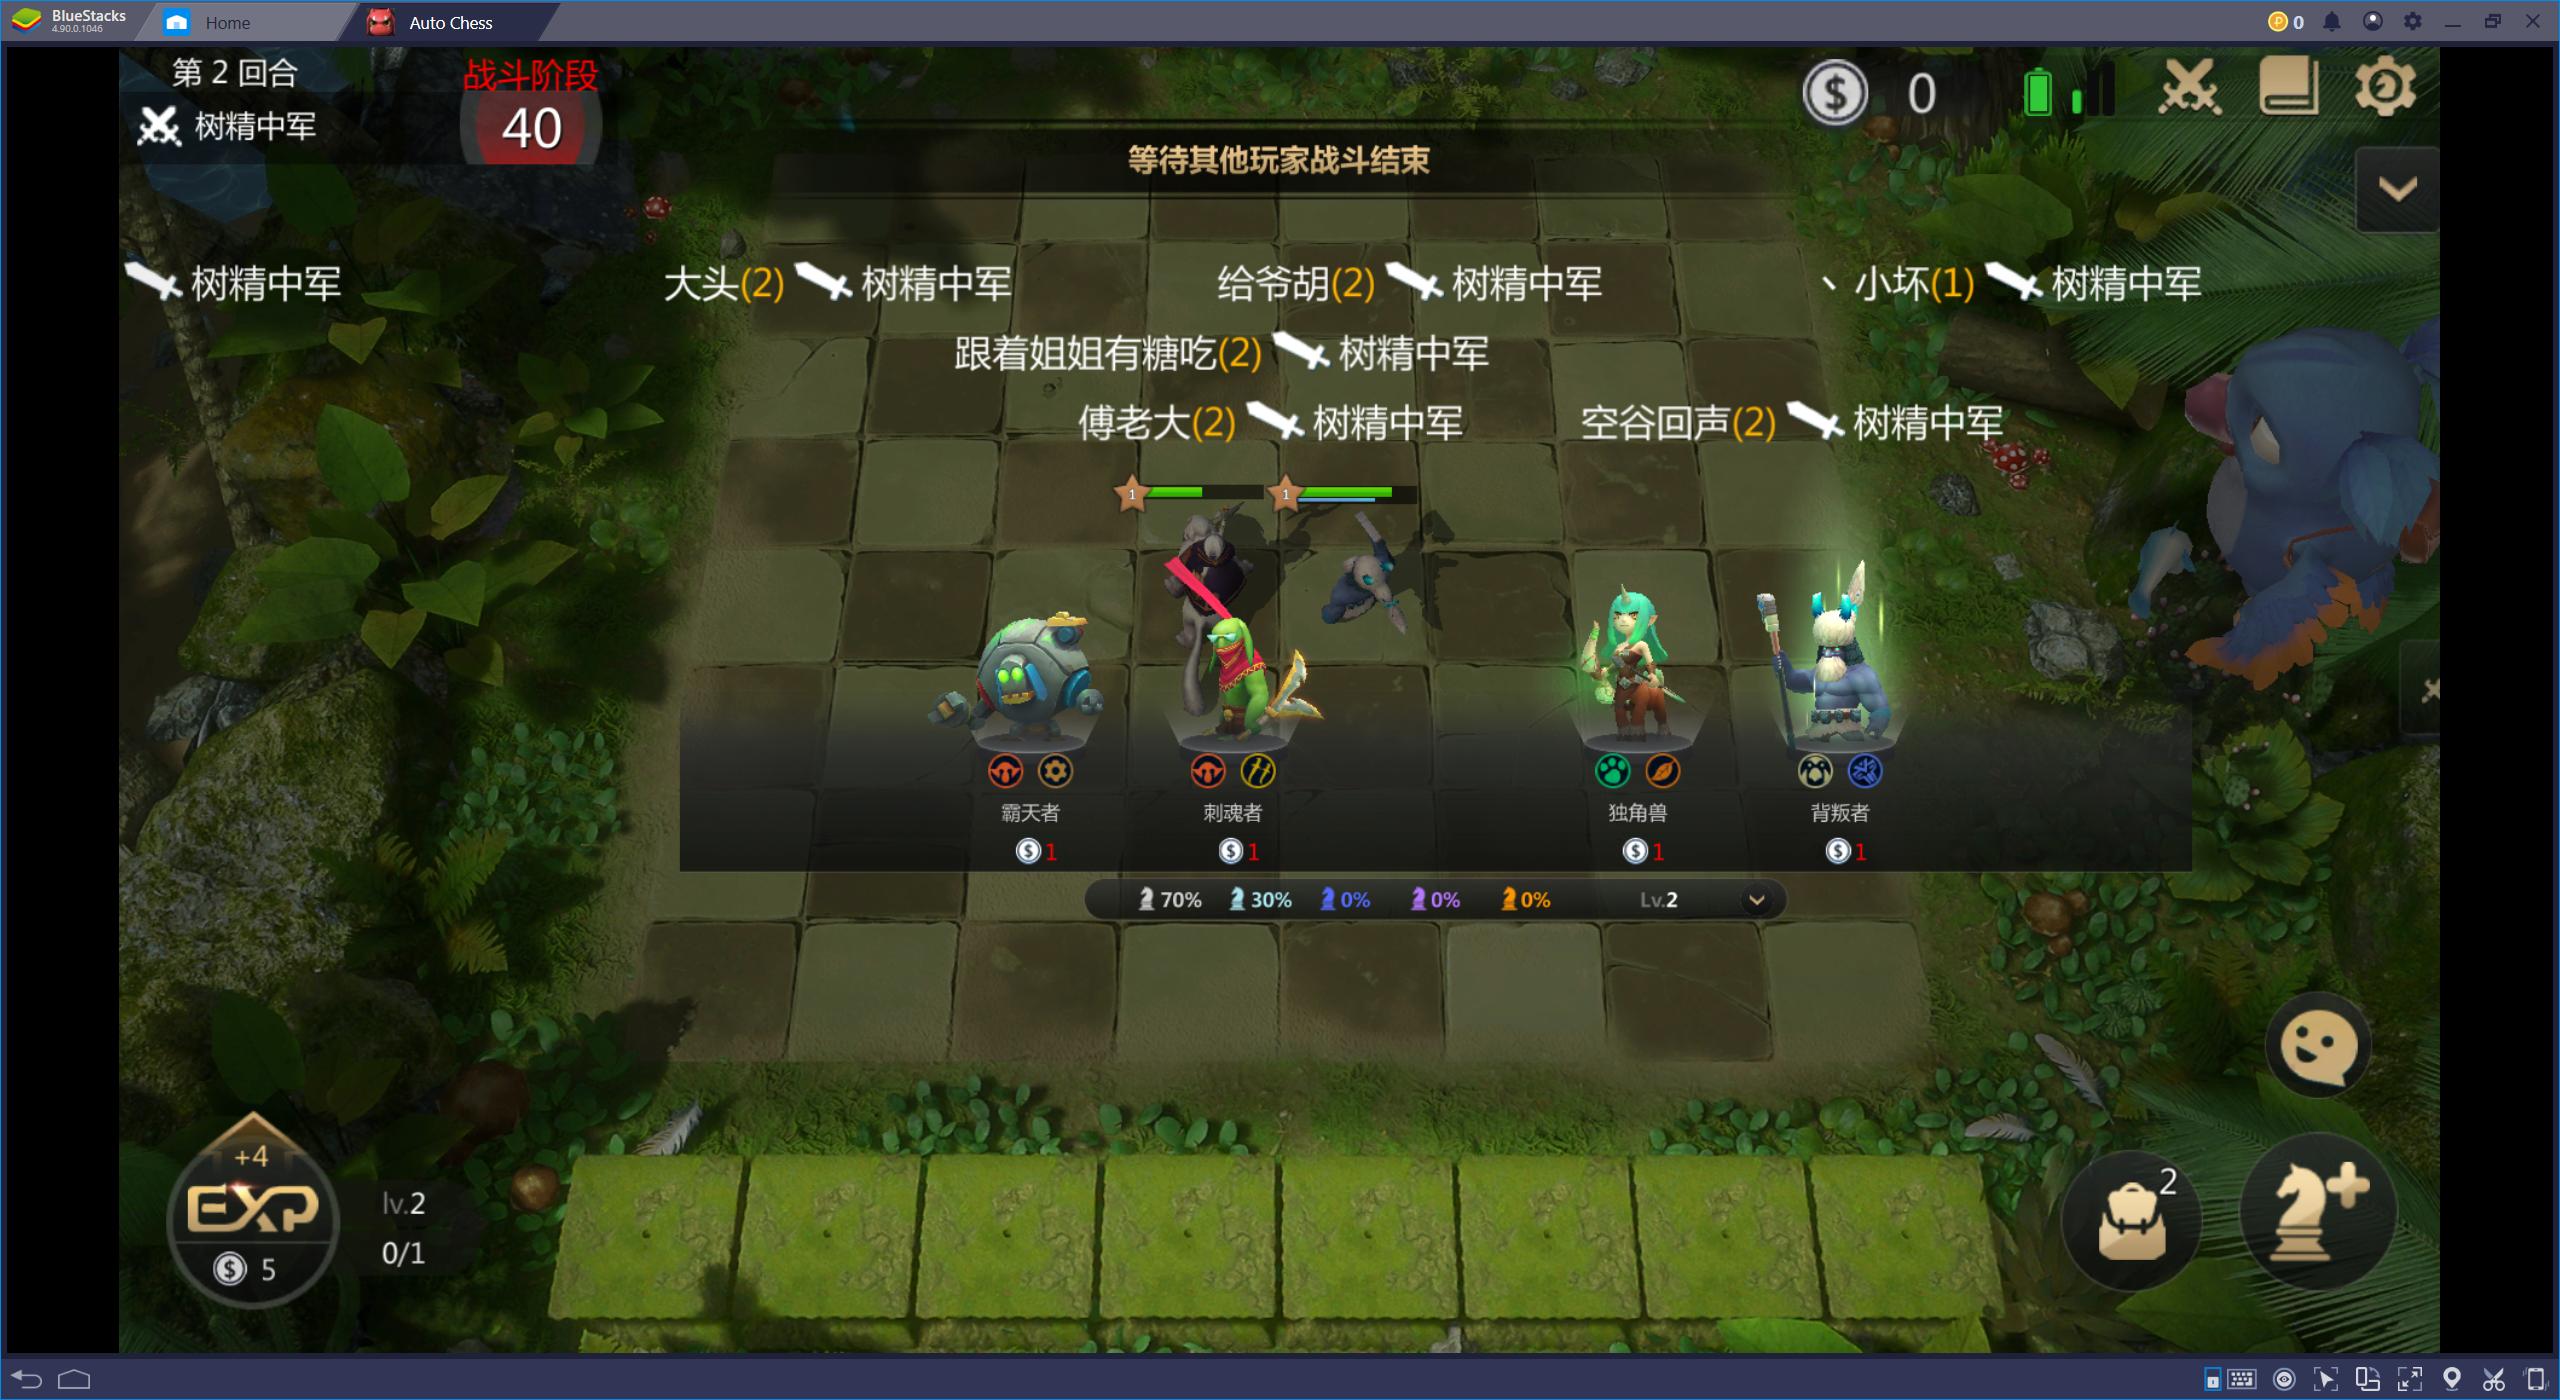 BlueStacks
4.90.0.1046
Home
Auto Chess
0
第 2 回合
战斗阶段
树精中军
40
0
等待其他玩家战斗结束
树精中军
大头(2) 树精中军
给爷胡(2) 树精中军
丶小坏(1) 树精中军
跟着姐姐有糖吃(2) 树精中军
傅老大(2) 树精中军
空谷回声(2) 树精中军
1 1
霸天者 刺魂者 独角兽 背叛者
$1 $1 $1 $1
70% 30% 0% 0% 0% Lv.2
+4
EXP
$ 5
lv.2
0/1
2